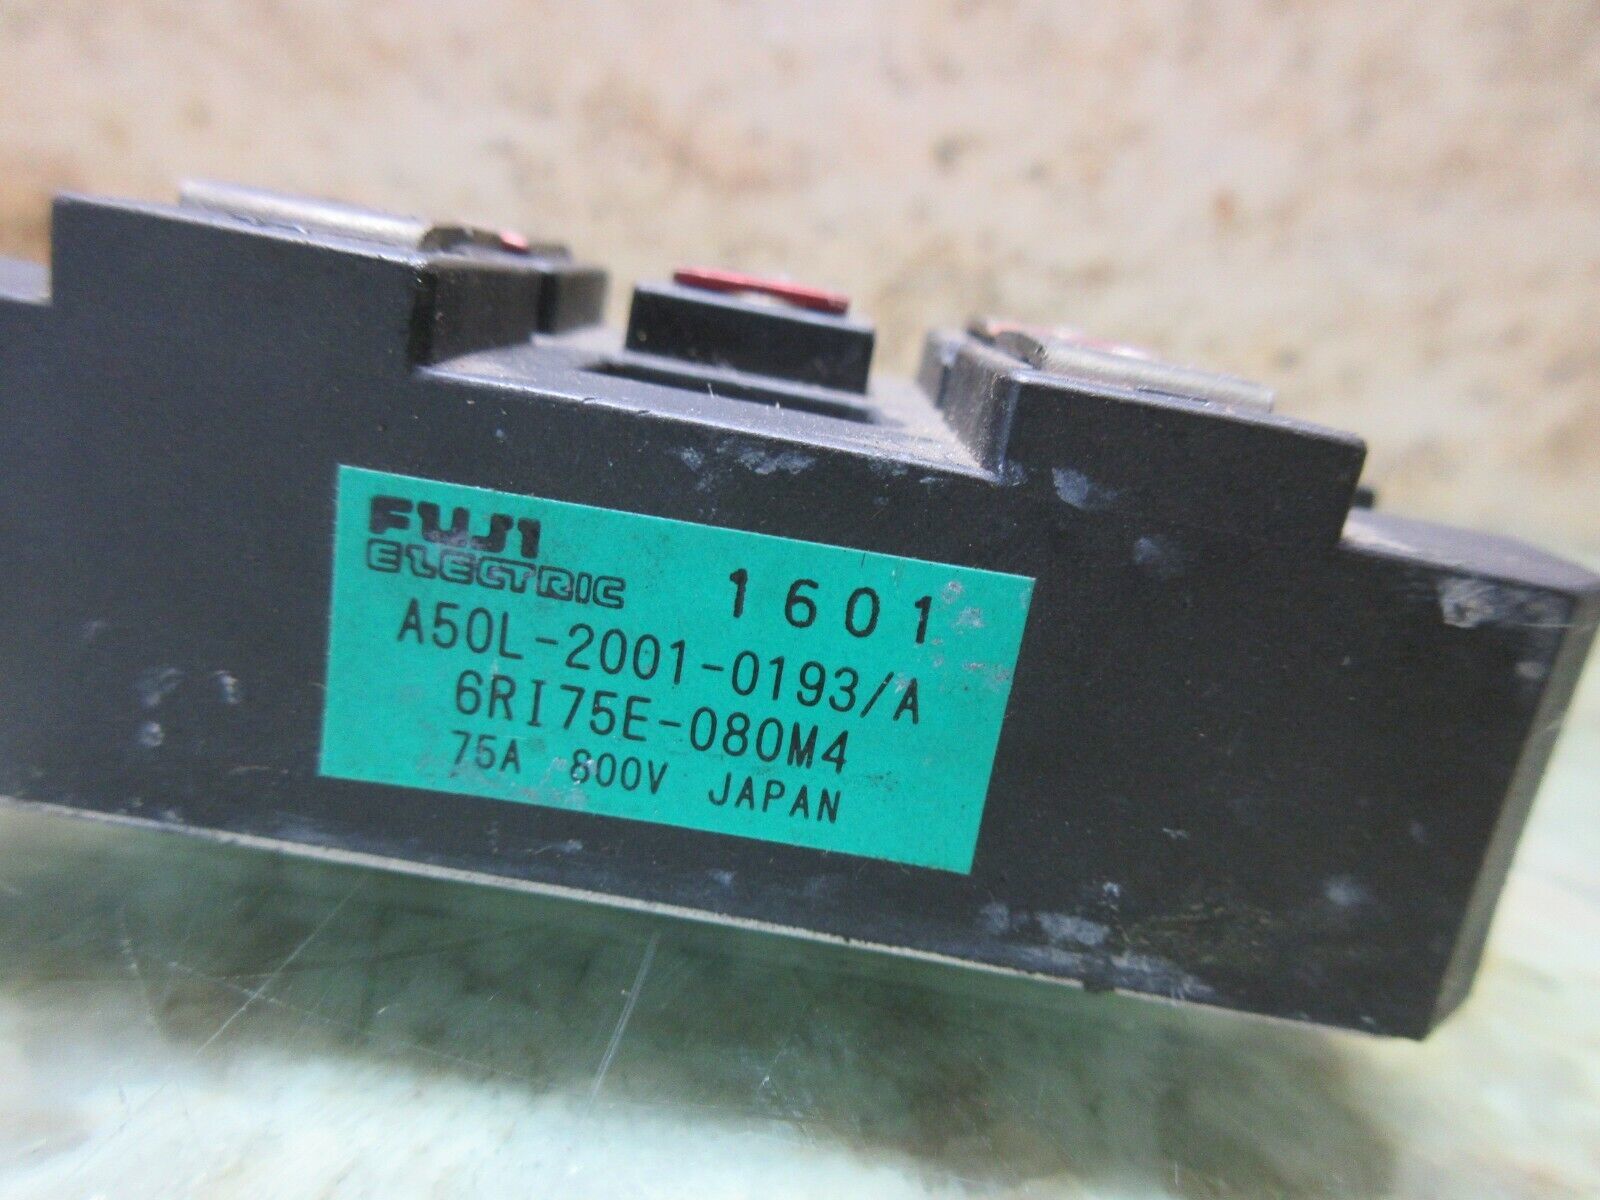 FUJI
ELECTRIC 1601
A50L-2001-0193/A
6RI75E-080M4
75A 800V JAPAN